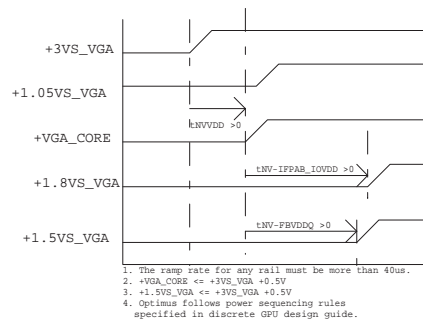 +3VS_VGA
+1.05VS_VGA
tNVVDD >0
+VGA_CORE
tNV-IFPAB_IOVDD >0
+1.8VS_VGA
tNV-FBVDDQ >0
+1.5VS_VGA
1. The ramp rate for any rail must be more than 40us.
2. +VGA_CORE <= +3VS_VGA +0.5V
3. +1.5VS_VGA <= +3VS_VGA +0.5V
4. Optimus follows power sequencing rules
specified in discrete GPU design guide.